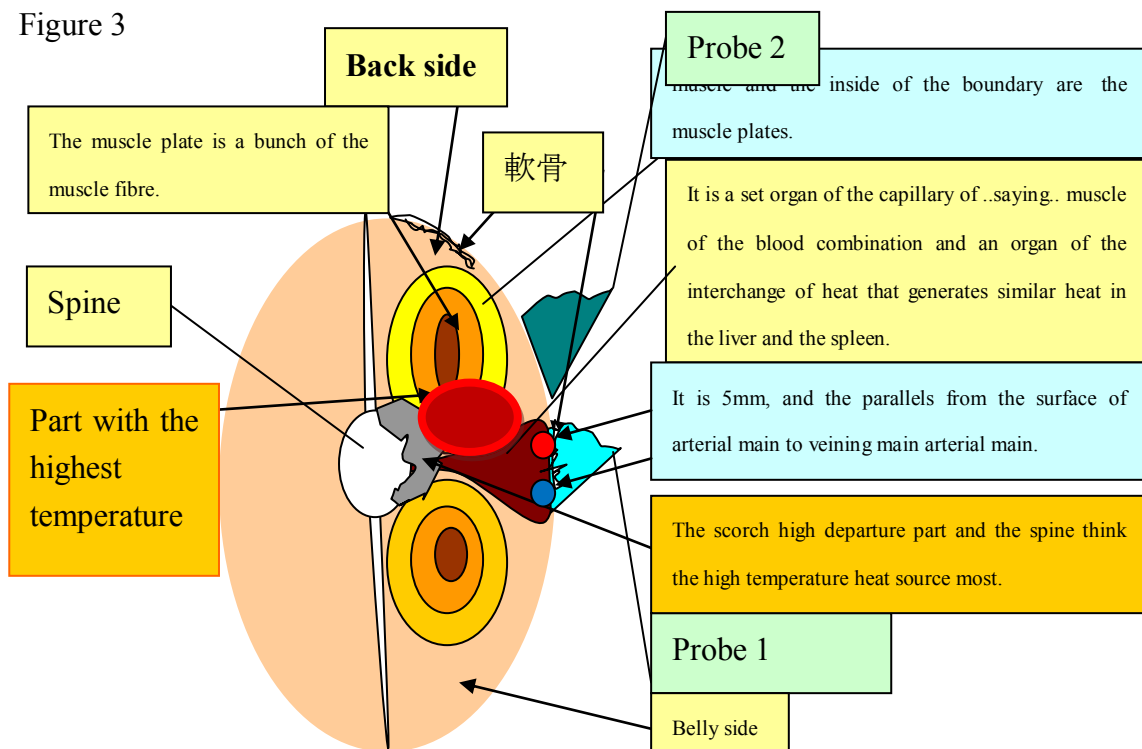 Figure 3
Back side
Probe 2
muscle and the inside of the boundary are the
muscle plates.
The muscle plate is a bunch of the
muscle fibre.
軟骨
It is a set organ of the capillary of ..saying.. muscle
of the blood combination and an organ of the
interchange of heat that generates similar heat in
the liver and the spleen.
Spine
Part with the
highest
temperature
It is 5mm, and the parallels from the surface of
arterial main to veining main arterial main.
The scorch high departure part and the spine think
the high temperature heat source most.
Probe 1
Belly side